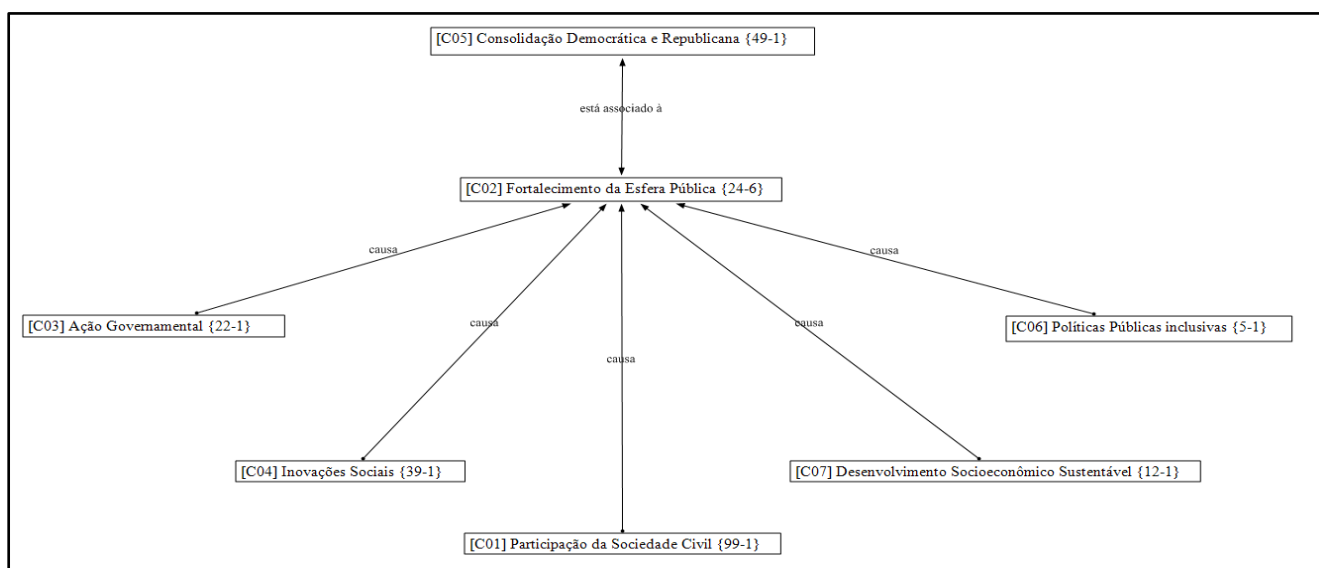 [C05] Consolidação Democrática e Republicana {49-1}
está associado à
[C02] Fortalecimento da Esfera Pública {24-6}
causa
causa
[C03] Ação Governamental {22-1}
causa
causa
[C06] Políticas Públicas inclusivas {5-1}
causa
[C04] Inovações Sociais {39-1}
[C07] Desenvolvimento Socioeconômico Sustentável {12-1}
[C01] Participação da Sociedade Civil {99-1}